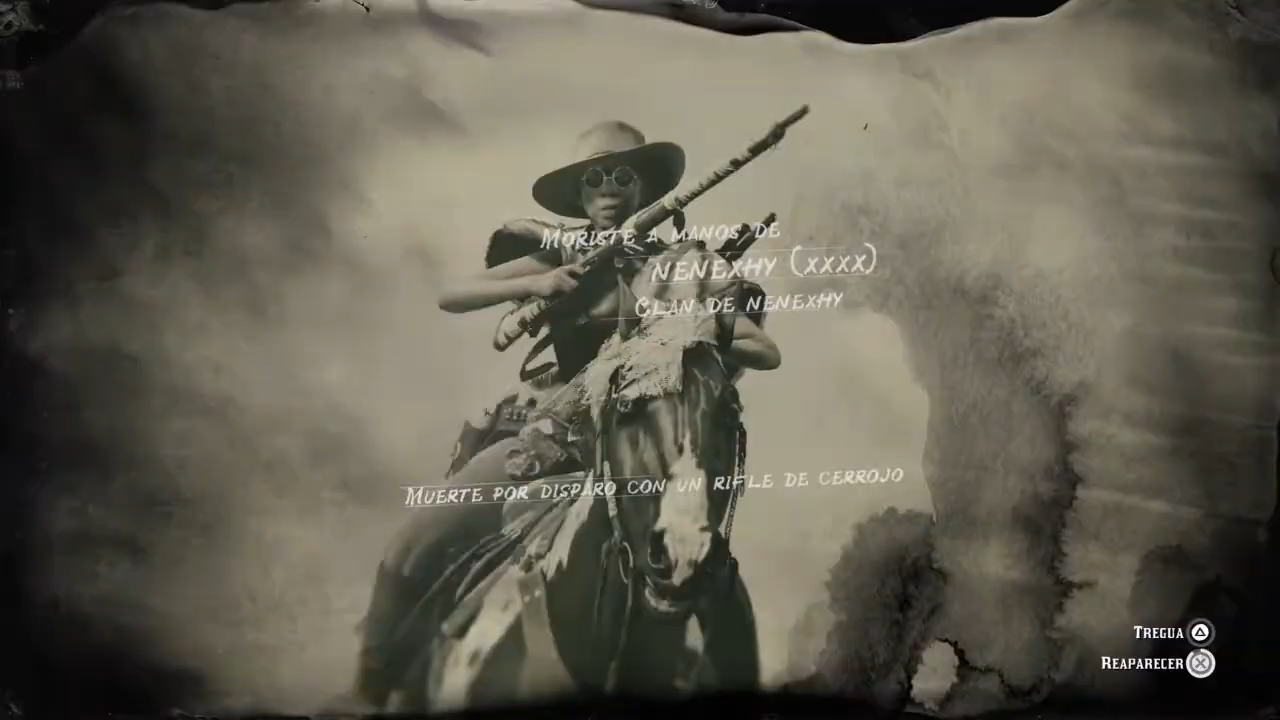 Moriste a manos de
nenexhy (xxxx)
Clan de nenexhy
Muerte por disparo con un rifle de cerrojo
Tregua
Reaparecer